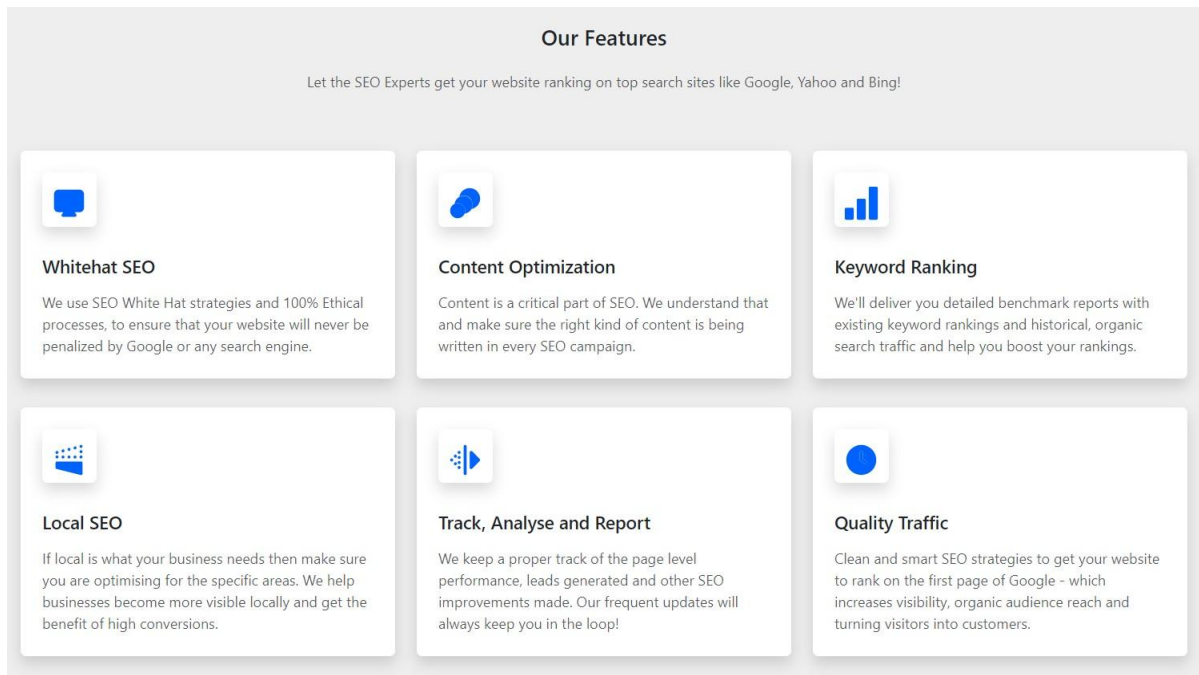 Our Features
Let the SEO Experts get your website ranking on top search sites like Google, Yahoo and Bing!
Whitehat SEO
We use SEO White Hat strategies and 100% Ethical
processes, to ensure that your website will never be
penalized by Google or any search engine.
Content Optimization
Content is a critical part of SEO. We understand that
and make sure the right kind of content is being
written in every SEO campaign.
Keyword Ranking
We'll deliver you detailed benchmark reports with
existing keyword rankings and historical, organic
search traffic and help you boost your rankings.
Local SEO
If local is what your business needs then make sure
you are optimising for the specific areas. We help
businesses become more visible locally and get the
benefit of high conversions.
Track, Analyse and Report
We keep a proper track of the page level
performance, leads generated and other SEO
improvements made. Our frequent updates will
always keep you in the loop!
Quality Traffic
Clean and smart SEO strategies to get your website
to rank on the first page of Google - which
increases visibility, organic audience reach and
turning visitors into customers.